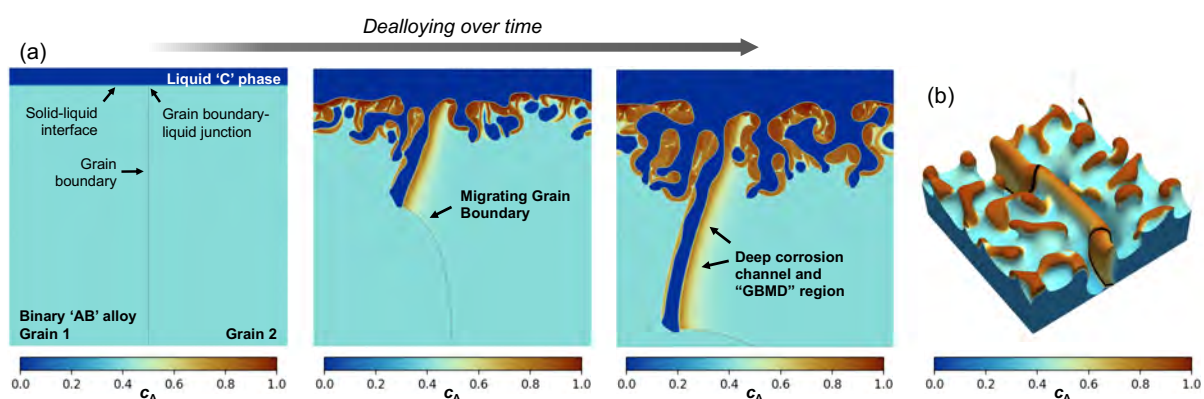 Dealloying over time
(a)
Liquid ‘C’ phase
Solid-liquid
interface
Grain boundary-
liquid junction
Grain
boundary
Binary ‘AB’ alloy
Grain 1
Grain 2
0.0 0.2 0.4 0.6 0.8 1.0
c_A
Migrating Grain
Boundary
0.0 0.2 0.4 0.6 0.8 1.0
c_A
Deep corrosion
channel and
“GBMD” region
0.0 0.2 0.4 0.6 0.8 1.0
c_A
(b)
0.0 0.2 0.4 0.6 0.8 1.0
c_A